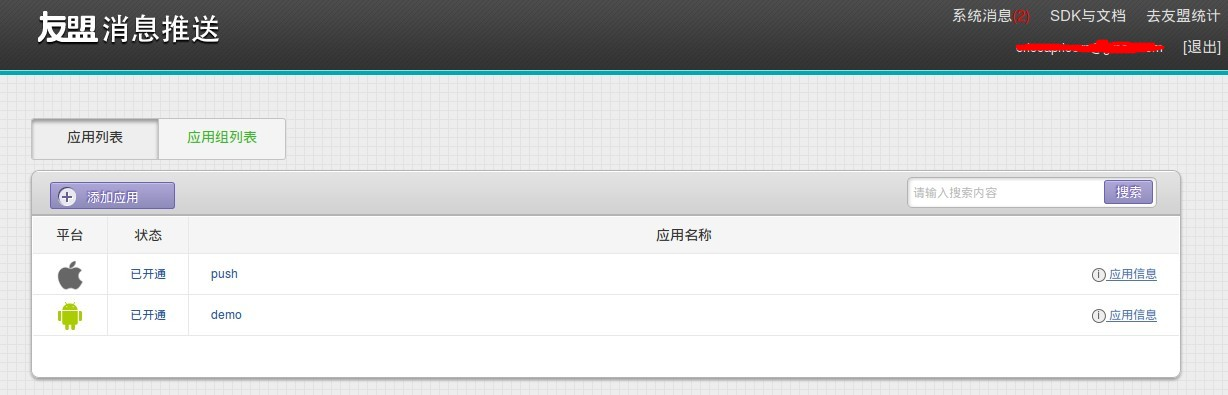 友盟 消息推送
系统消息(2) SDK与文档 去友盟统计
[退出]
应用列表 应用组列表
添加应用 请输入搜索内容 搜索
平台 状态 应用名称
已开通 push 应用信息
已开通 demo 应用信息